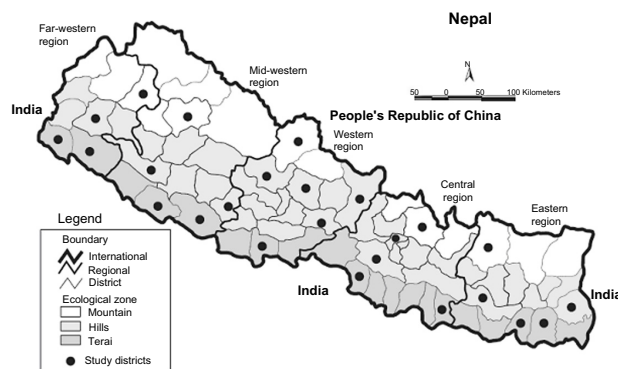 Nepal
Far-western
region
Mid-western
region
N
50 0 50 100 Kilometers
India
People's Republic of China
Western
region
Central
region
Eastern
region
Legend
Boundary
International
Regional
District
Ecological zone
Mountain
Hills
Terai
Study districts
India
India